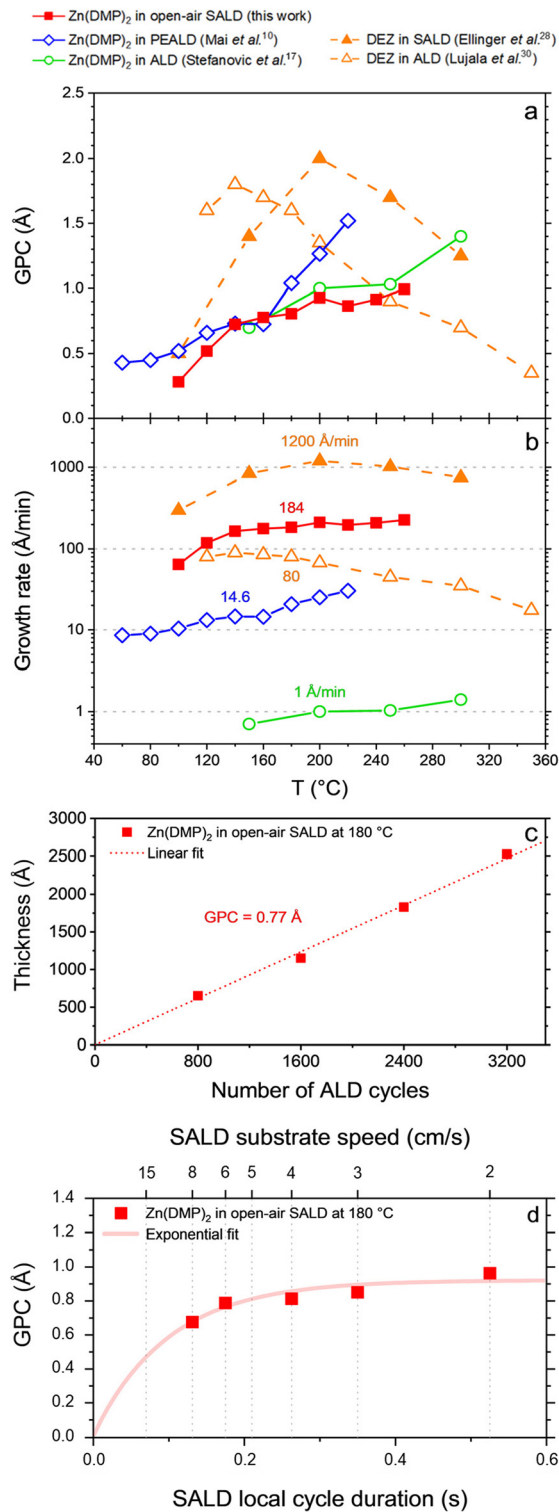 Zn(DMP)2 in open-air SALD (this work)
Zn(DMP)2 in PEALD (Mai et al.10)
DEZ in SALD (Ellinger et al.28)
Zn(DMP)2 in ALD (Stefanovic et al.17)
DEZ in ALD (Lujala et al.30)
a
2.5
2.0
1.5
1.0
0.5
0.0
GPC (Å)
b
1200 Å/min
184
80
14.6
1 Å/min
1000
100
10
1
Growth rate (Å/min)
40 80 120 160 200 240 280 320 360
T (°C)
c
Zn(DMP)2 in open-air SALD at 180 °C
Linear fit
GPC = 0.77 Å
3000
2500
2000
1500
1000
500
0
Thickness (Å)
0 800 1600 2400 3200
Number of ALD cycles
SALD substrate speed (cm/s)
15 8 6 5 4 3 2
d
Zn(DMP)2 in open-air SALD at 180 °C
Exponential fit
1.4
1.2
1.0
0.8
0.6
0.4
0.2
0.0
GPC (Å)
0.0 0.2 0.4 0.6
SALD local cycle duration (s)